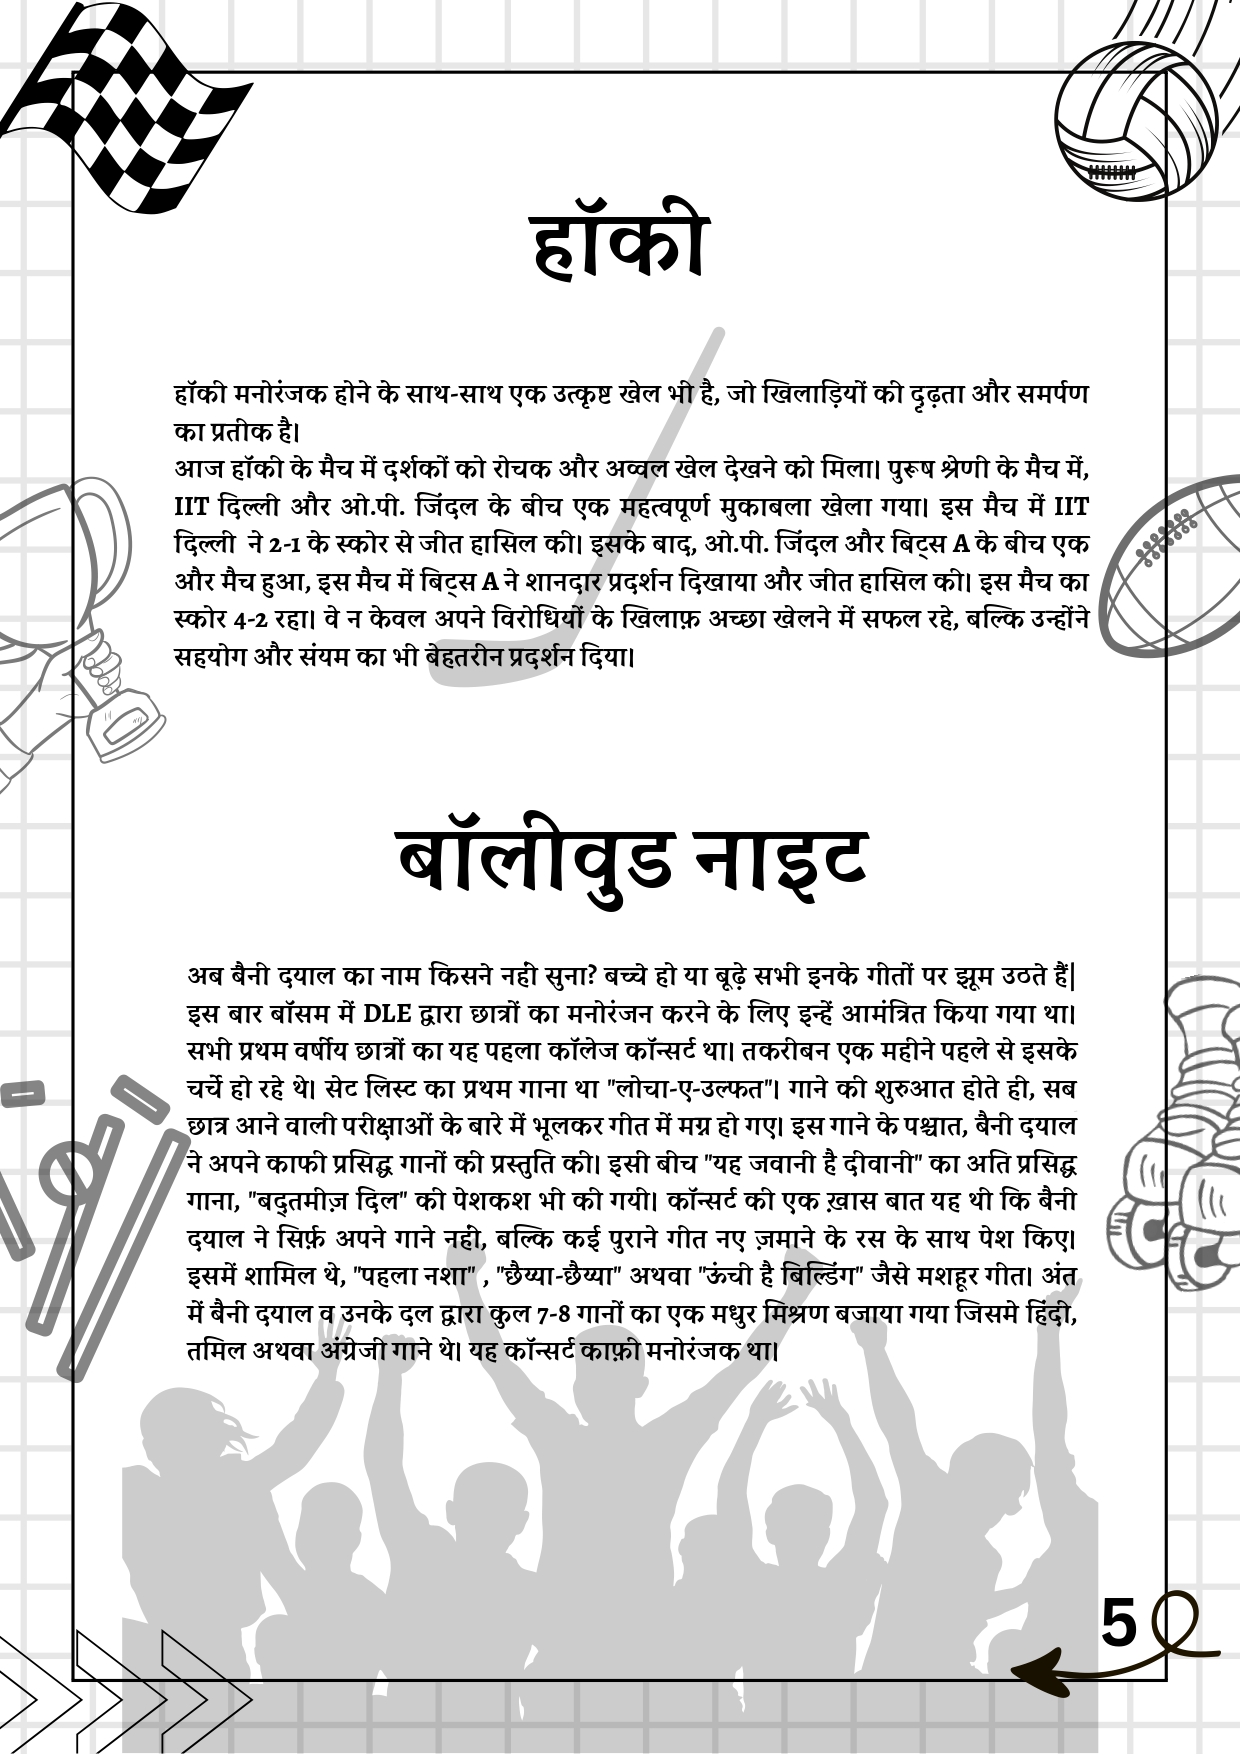 हॉकी
हॉकी मनोरंजक होने के साथ-साथ एक उत्कृष्ट खेल भी है, जो खिलाड़ियों की दृढ़ता और समर्पण
का प्रतीक है।
आज हॉकी के मैच में दर्शकों को रोचक और अव्वल खेल देखने को मिला। पुरूष श्रेणी के मैच में,
IIT दिल्ली और ओ.पी. जिंदल के बीच एक महत्वपूर्ण मुकाबला खेला गया। इस मैच में IIT
दिल्ली ने 2-1 के स्कोर से जीत हासिल की। इसके बाद, ओ.पी. जिंदल और बिट्स A के बीच एक
और मैच हुआ, इस मैच में बिट्स A ने शानदार प्रदर्शन दिखाया और जीत हासिल की। इस मैच का
स्कोर 4-2 रहा। वे न केवल अपने विरोधियों के खिलाफ़ अच्छा खेलने में सफल रहे, बल्कि उन्होंने
सहयोग और संयम का भी बेहतरीन प्रदर्शन दिया।
बॉलीवुड नाइट
अब बैनी दयाल का नाम किसने नहीं सुना? बच्चे हो या बूढ़े सभी इनके गीतों पर झूम उठते हैं|
इस बार बॉसम में DLE द्वारा छात्रों का मनोरंजन करने के लिए इन्हें आमंत्रित किया गया था।
सभी प्रथम वर्षीय छात्रों का यह पहला कॉलेज कॉन्सर्ट था। तकरीबन एक महीने पहले से इसके
चर्चे हो रहे थे। सेट लिस्ट का प्रथम गाना था "लोचा-ए-उल्फत"। गाने की शुरुआत होते ही, सब
छात्र आने वाली परीक्षाओं के बारे में भूलकर गीत में मग्न हो गए। इस गाने के पश्चात, बैनी दयाल
ने अपने काफी प्रसिद्ध गानों की प्रस्तुति की। इसी बीच "यह जवानी है दीवानी" का अति प्रसिद्ध
गाना, "बद्तमीज़ दिल" की पेशकश भी की गयी। कॉन्सर्ट की एक ख़ास बात यह थी कि बैनी
दयाल ने सिर्फ़ अपने गाने नहीं, बल्कि कई पुराने गीत नए ज़माने के रस के साथ पेश किए।
इसमें शामिल थे, "पहला नशा" , "छैय्या-छैय्या" अथवा "ऊंची है बिल्डिंग" जैसे मशहूर गीत। अंत
में बैनी दयाल व उनके दल द्वारा कुल 7-8 गानों का एक मधुर मिश्रण बजाया गया जिसमे हिंदी,
तमिल अथवा अंग्रेजी गाने थे। यह कॉन्सर्ट काफ़ी मनोरंजक था।
5